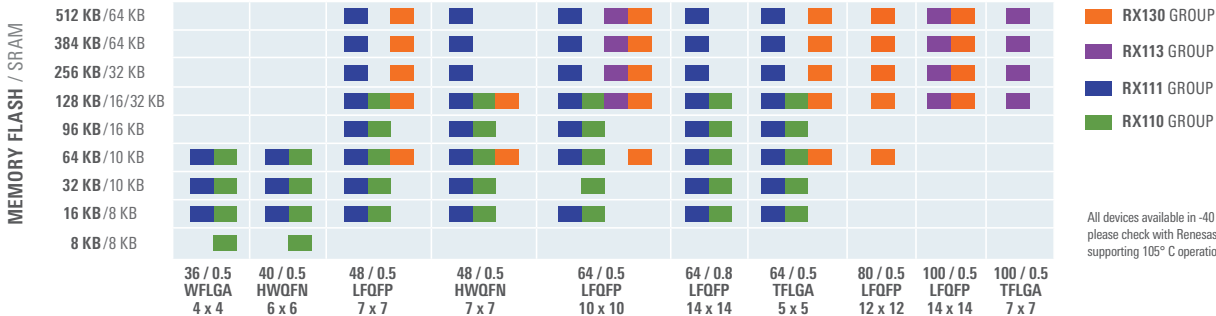 MEMORY FLASH / SRAM
512 KB/64 KB
384 KB/64 KB
256 KB/32 KB
128 KB/16/32 KB
96 KB/16 KB
64 KB/10 KB
32 KB/10 KB
16 KB/8 KB
8 KB/8 KB
36 / 0.5
WFLGA
4 x 4
40 / 0.5
HWQFN
6 x 6
48 / 0.5
LFQFP
7 x 7
48 / 0.5
HWQFN
7 x 7
64 / 0.5
LFQFP
10 x 10
64 / 0.8
LFQFP
14 x 14
64 / 0.5
TFLGA
5 x 5
80 / 0.5
LFQFP
12 x 12
100 / 0.5
LFQFP
14 x 14
100 / 0.5
TFLGA
7 x 7
RX130 GROUP
RX113 GROUP
RX111 GROUP
RX110 GROUP
All devices available in -40
please check with Renesas
supporting 105° C operatio